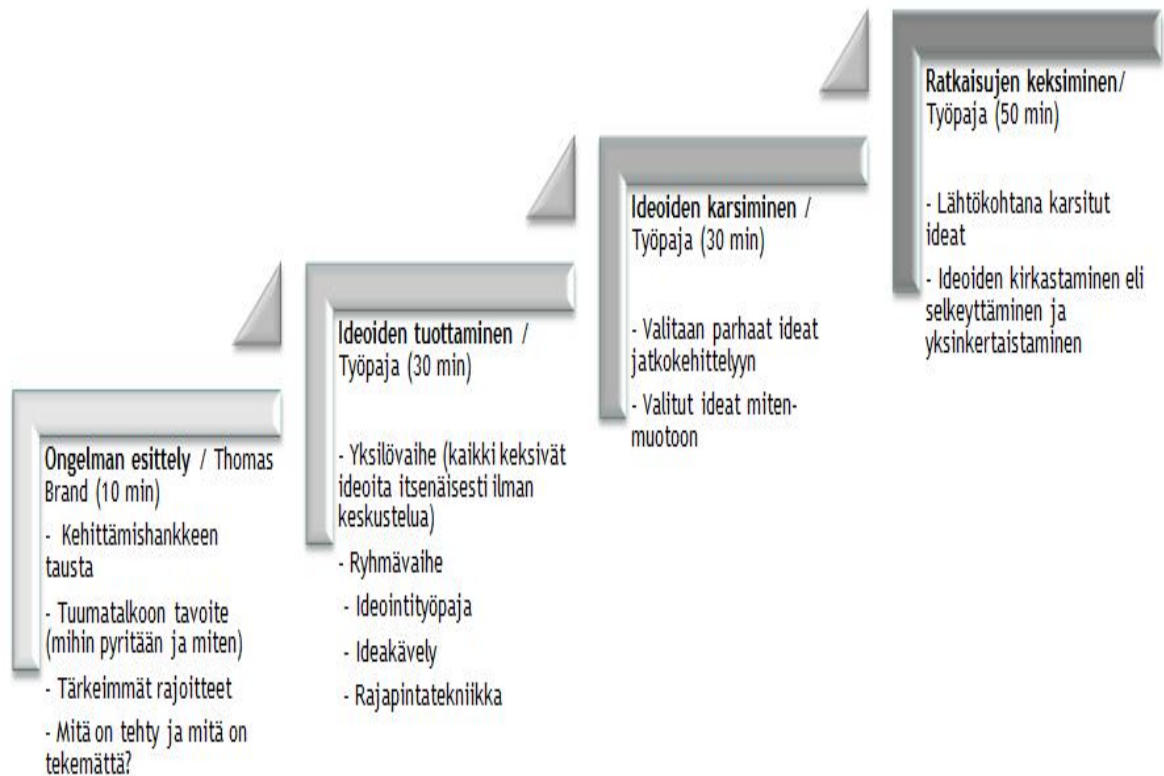 Ongelman esittely / Thomas
Brand (10 min)
- Kehittämishankkeen
tausta
- Tuumatalkoon tavoite
(mihin pyritään ja miten)
- Tärkeimmät rajoitteet
- Mitä on tehty ja mitä on
tekemättä?
Ideoiden tuottaminen /
Työpaja (30 min)
- Yksilövaihe (kaikki keksivät
ideoita itsenäisesti ilman
keskustelua)
- Ryhmävaihe
- Ideointityöpaja
- Ideakävely
- Rajapintatekniikka
Ideoiden karsiminen /
Työpaja (30 min)
- Valitaan parhaat ideat
jatkokehittelyyn
- Valitut ideat miten-
muotoon
Ratkaisujen keksiminen/
Työpaja (50 min)
- Lähtökohtana karsitut
ideat
- Ideoiden kirkastaminen eli
selkeyttäminen ja
yksinkertaistaminen